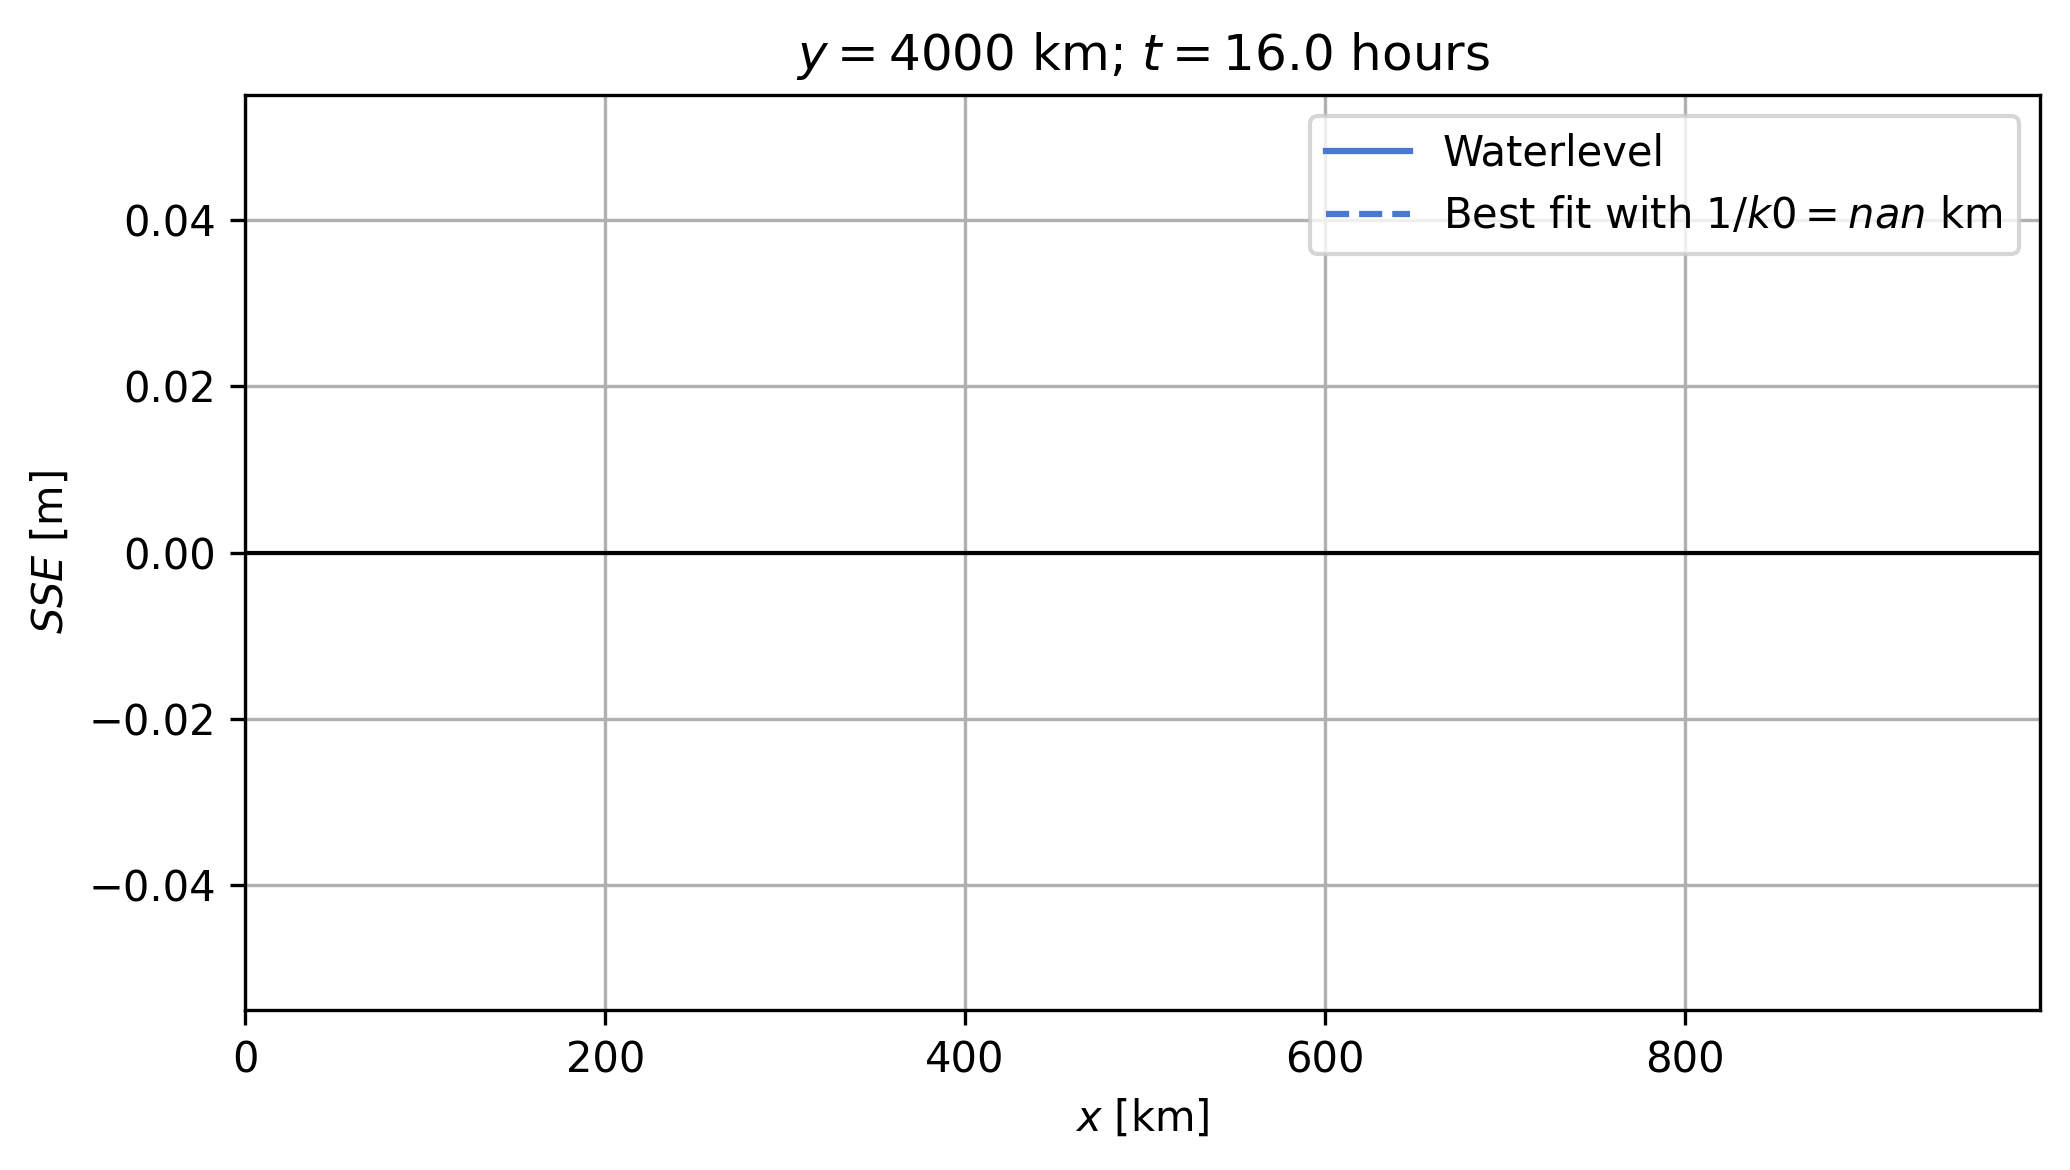 y = 4000 km; t = 16.0 hours
Waterlevel
Best fit with 1/k0 = nan km
0.04
0.02
0.00
−0.02
−0.04
SSE [m]
0 200 400 600 800
x [km]